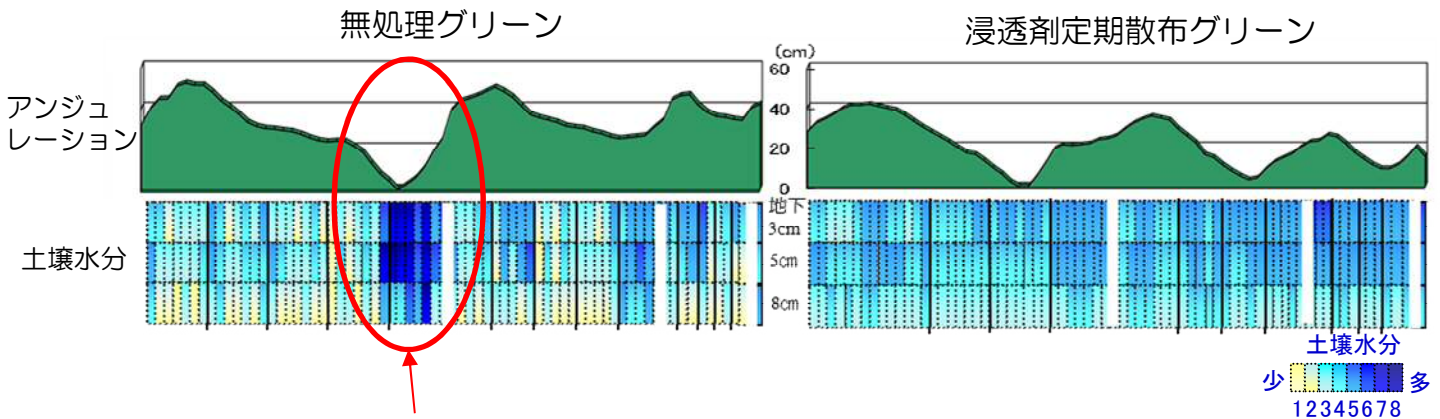 無処理グリーン
浸透剤定期散布グリーン
アンジュ
レーション
(cm)
60
40
20
0
地下
3cm
5cm
8cm
土壌水分
土壌水分
少 多
12345678